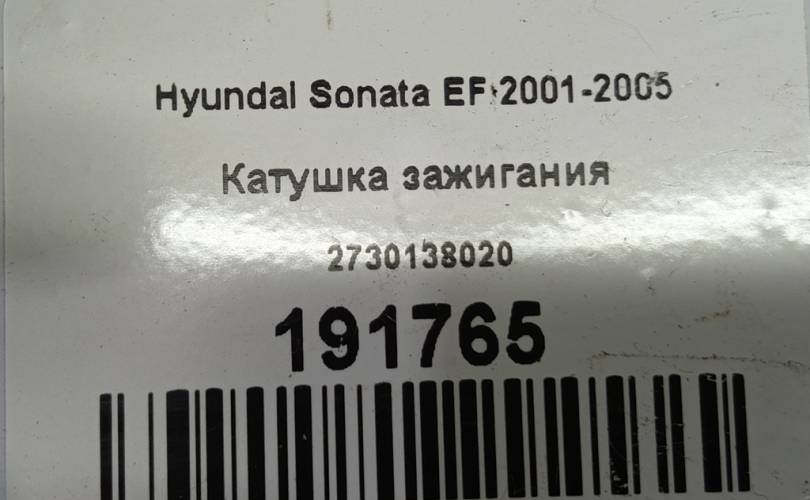 Hyundai Sonata EF 2001-2005
Катушка зажигания
2730138020
191765